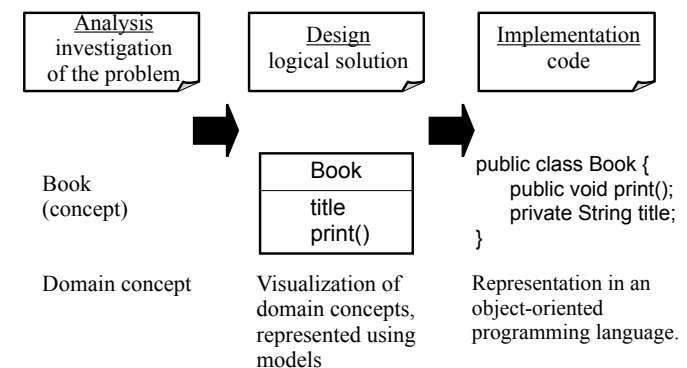 Analysis
investigation
of the problem
Design
logical solution
Implementation
code
Book
(concept)
Book
title
print()
public class Book {
public void print();
private String title;
}
Domain concept
Visualization of
domain concepts,
represented using
models
Representation in an
object-oriented
programming language.